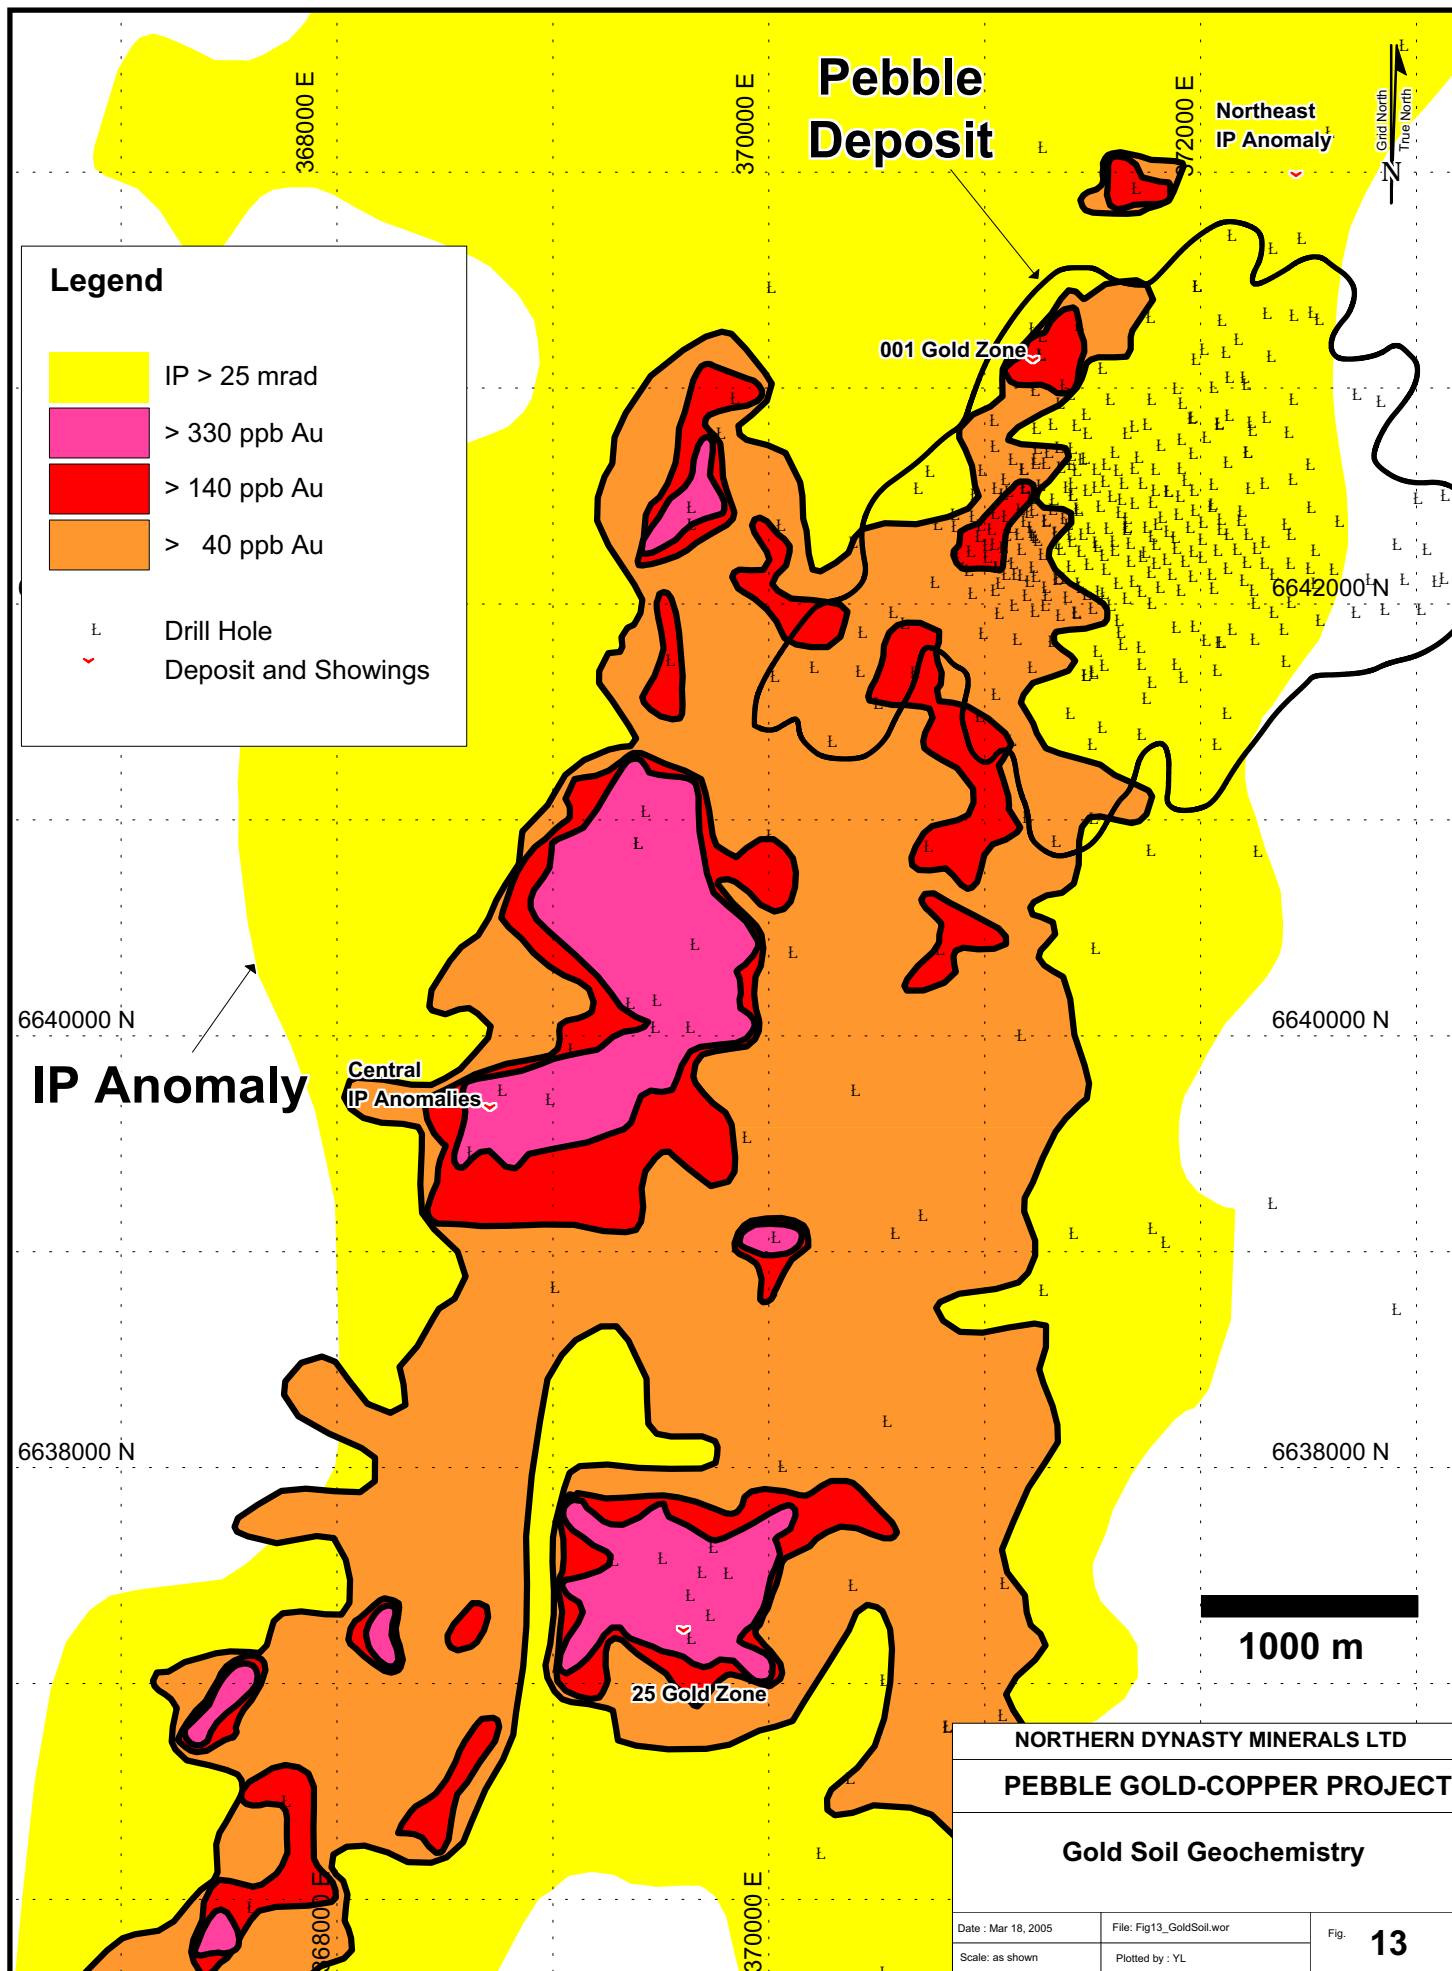 368000 E
370000 E
372000 E
Pebble
Deposit
Northeast
IP Anomaly
Grid North
True North
N
Legend
IP > 25 mrad
> 330 ppb Au
> 140 ppb Au
> 40 ppb Au
Ł Drill Hole
Deposit and Showings
001 Gold Zone
6642000 N
6640000 N
6640000 N
IP Anomaly
Central
IP Anomalies
6638000 N
6638000 N
1000 m
25 Gold Zone
368000 E
370000 E
NORTHERN DYNASTY MINERALS LTD
PEBBLE GOLD-COPPER PROJECT
Gold Soil Geochemistry
Date : Mar 18, 2005
File: Fig13_GoldSoil.wor
Fig. 13
Scale: as shown
Plotted by : YL